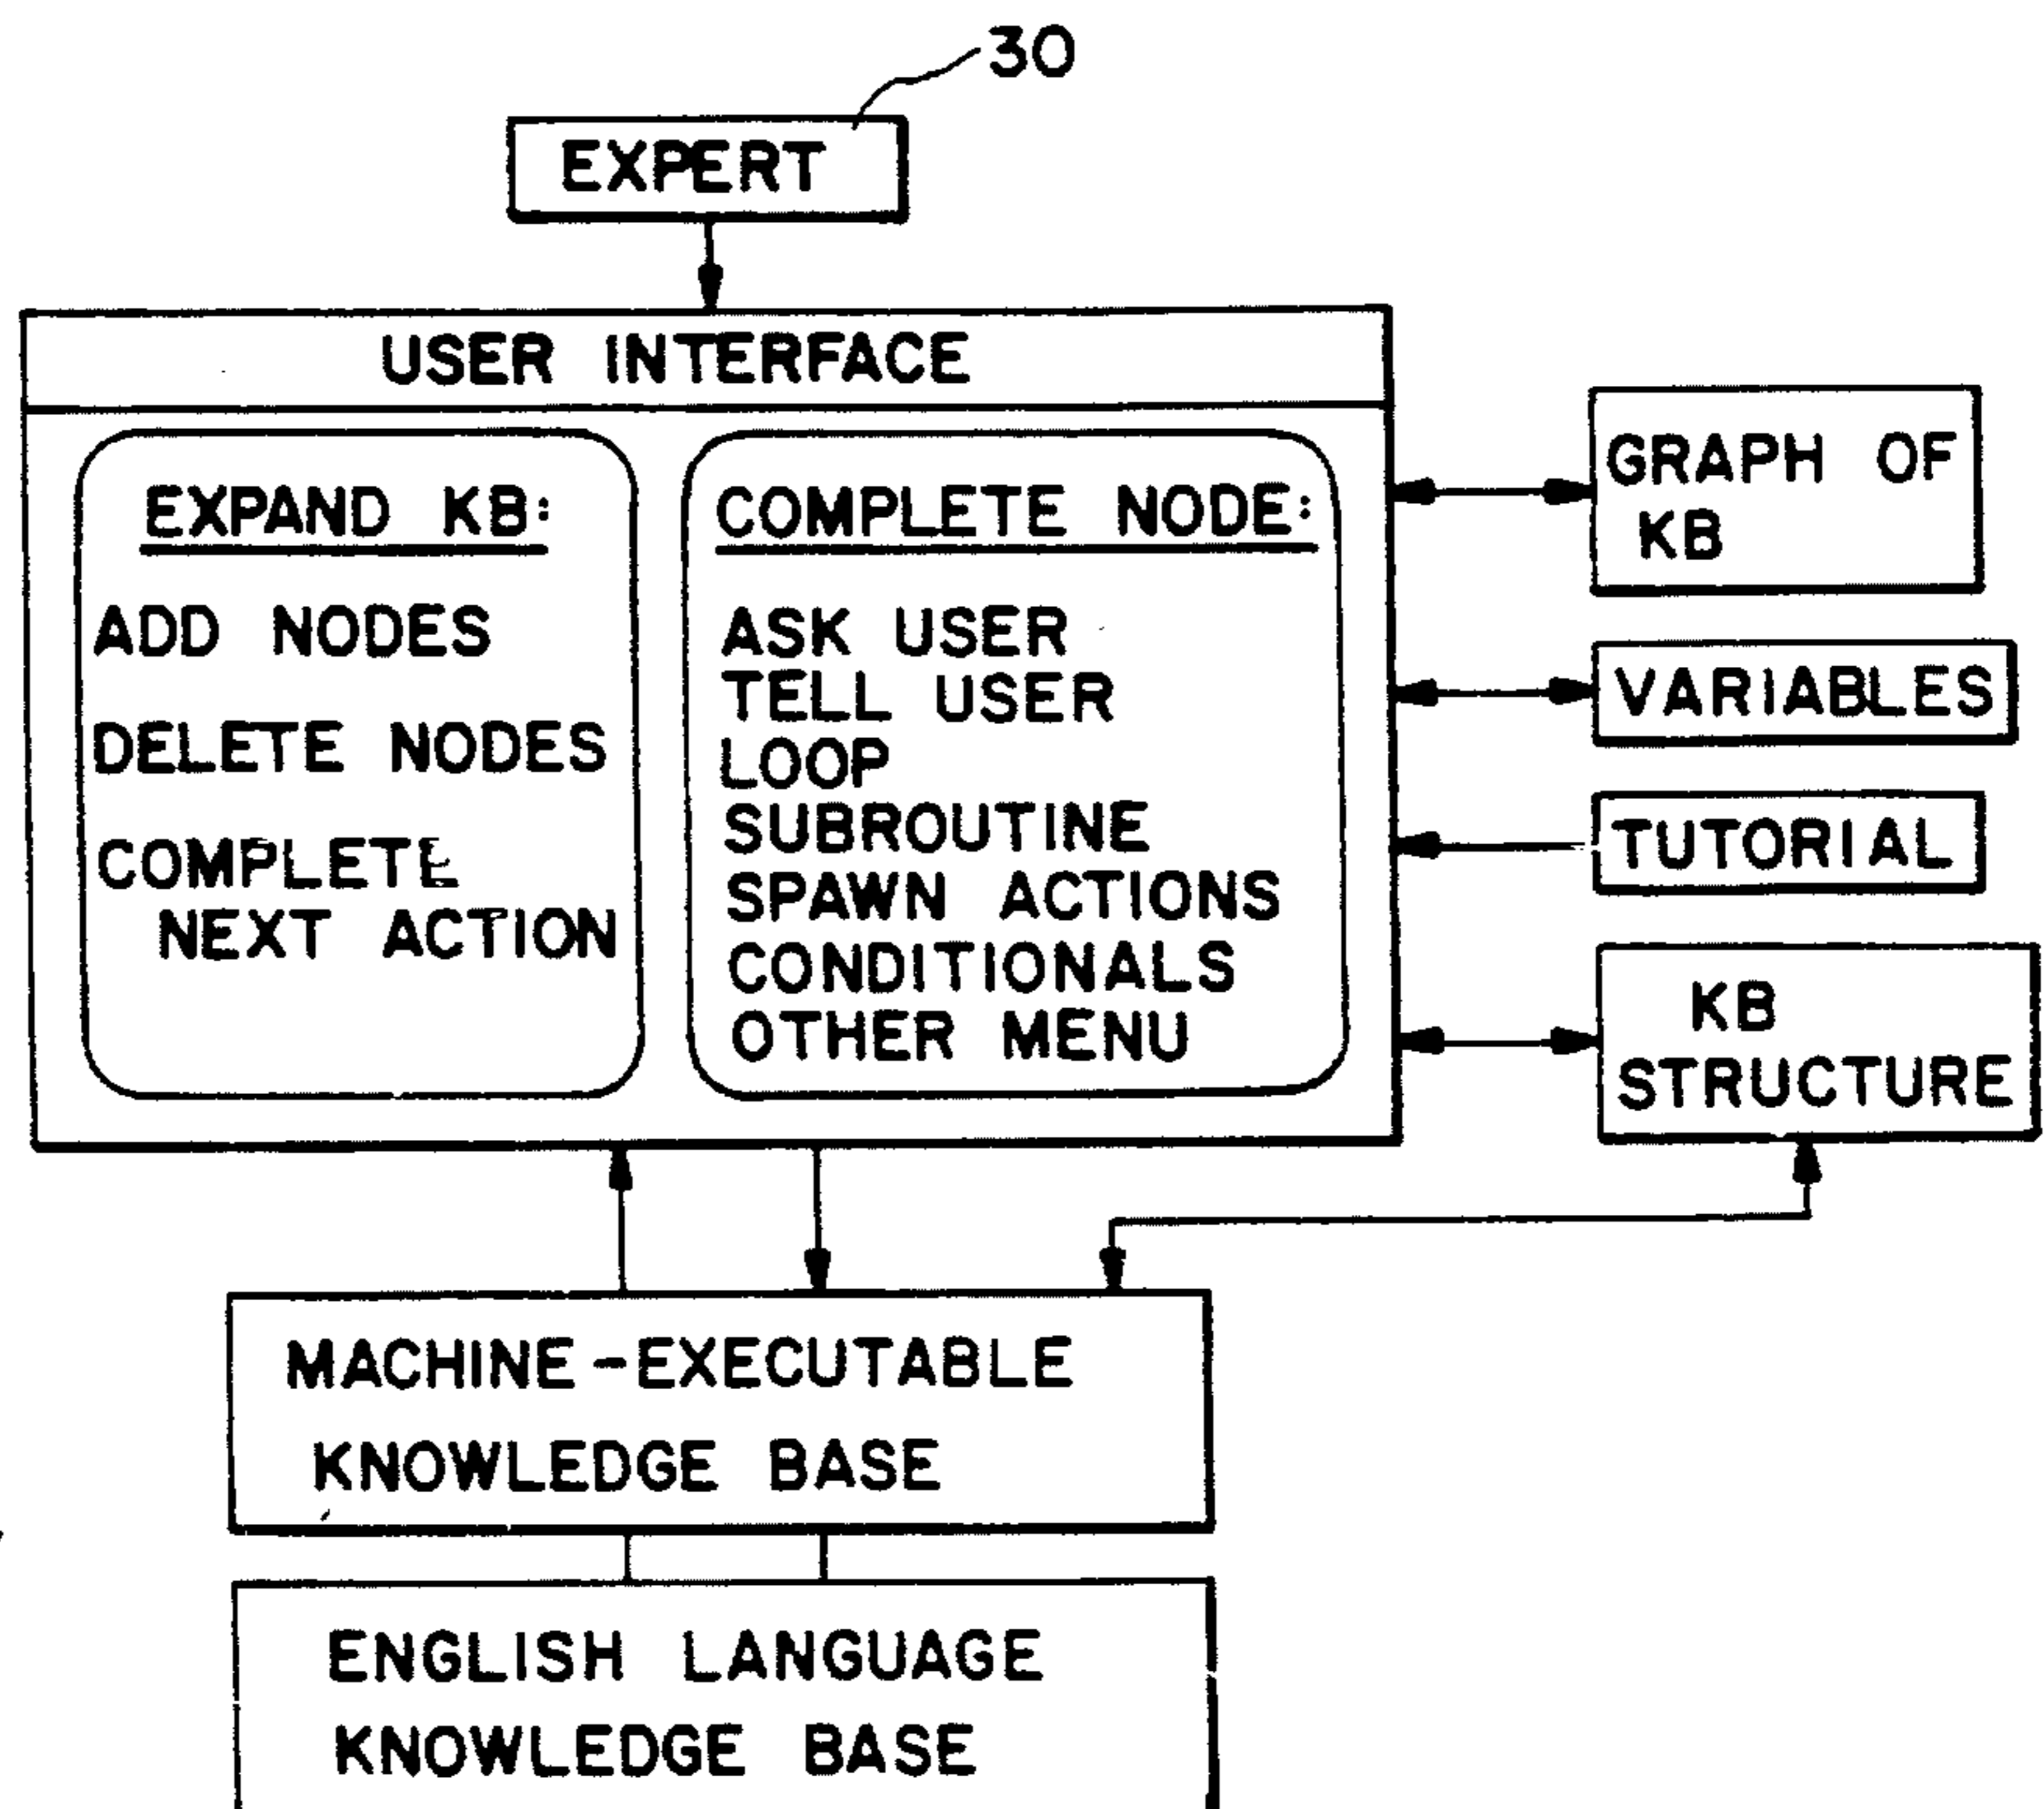 30
EXPERT
USER INTERFACE
EXPAND KB:
ADD NODES
DELETE NODES
COMPLETE
NEXT ACTION
COMPLETE NODE:
ASK USER
TELL USER
LOOP
SUBROUTINE
SPAWN ACTIONS
CONDITIONALS
OTHER MENU
GRAPH OF
KB
VARIABLES
TUTORIAL
KB
STRUCTURE
MACHINE-EXECUTABLE
KNOWLEDGE BASE
ENGLISH LANGUAGE
KNOWLEDGE BASE